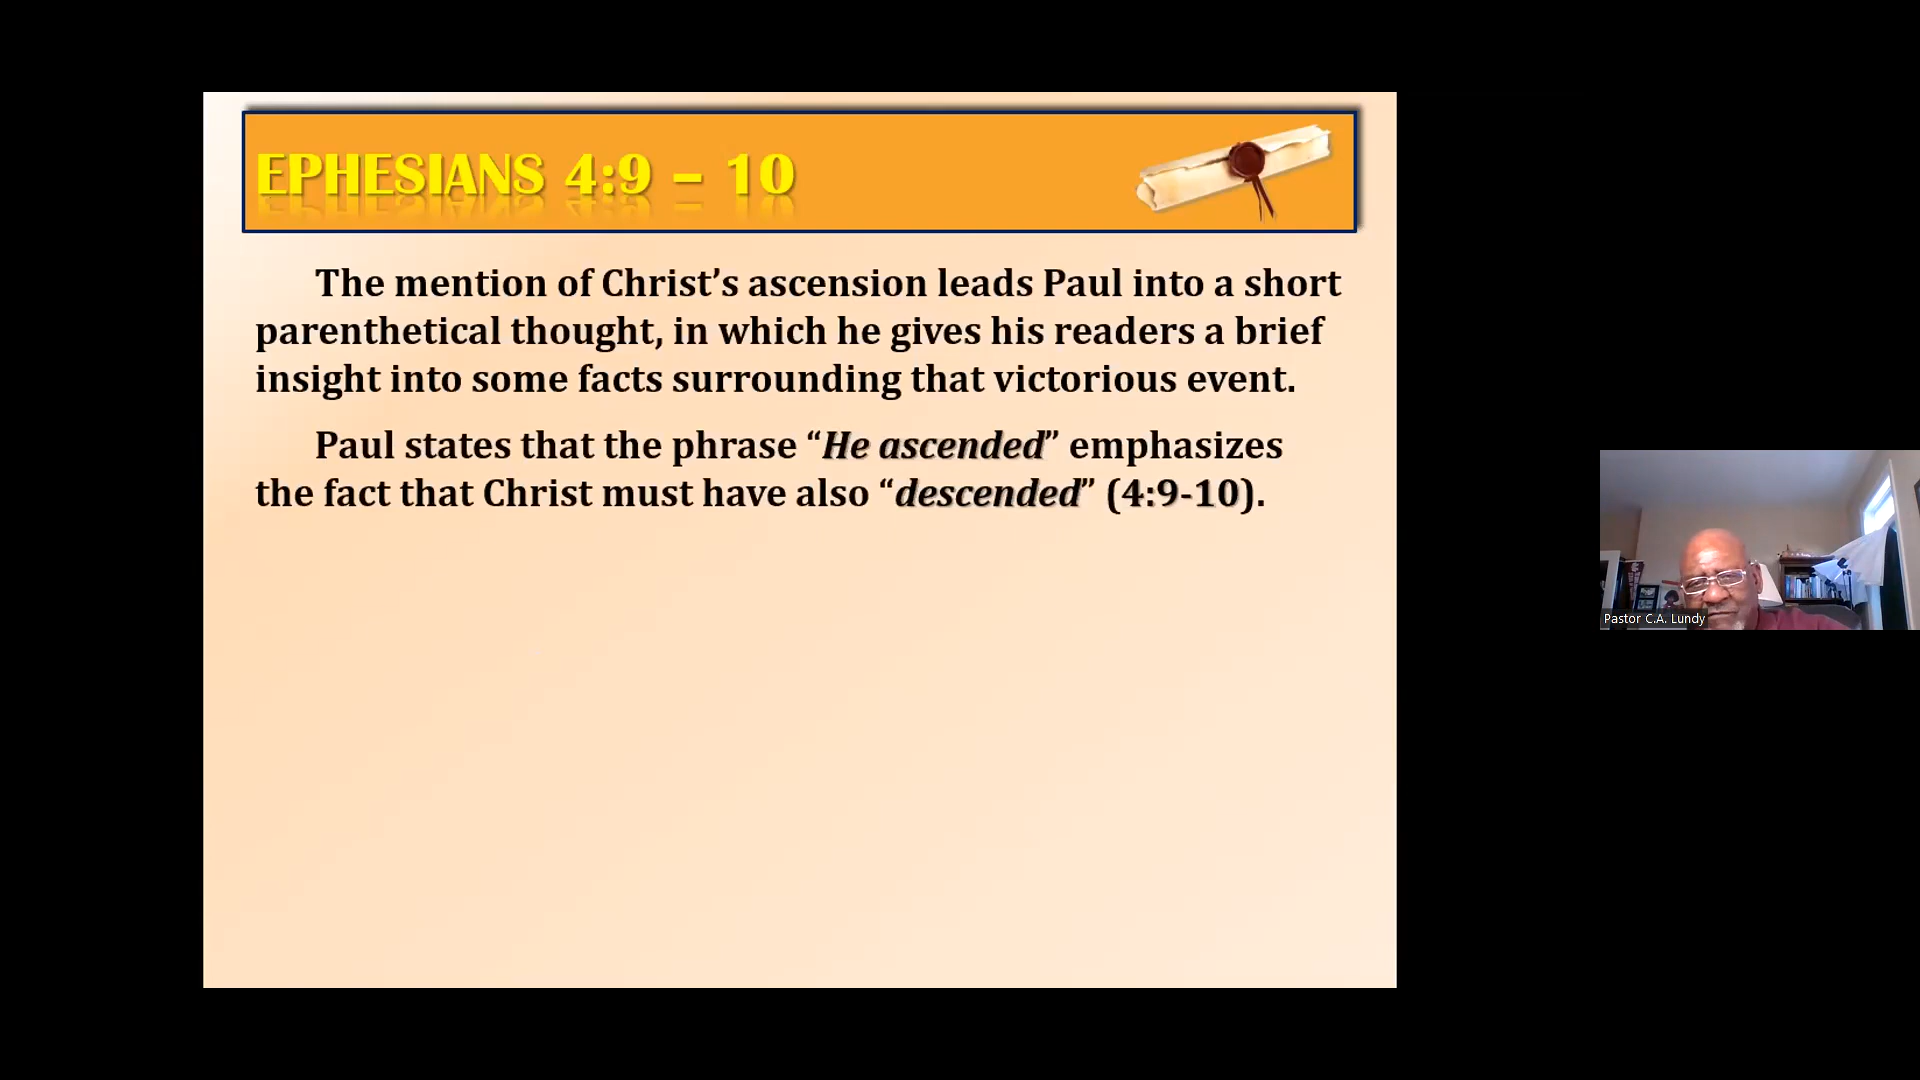 EPHESIANS 4:9 – 10
The mention of Christ’s ascension leads Paul into a short
parenthetical thought, in which he gives his readers a brief
insight into some facts surrounding that victorious event.
Paul states that the phrase “He ascended” emphasizes
the fact that Christ must have also “descended” (4:9-10).
Pastor C.A. Lundy